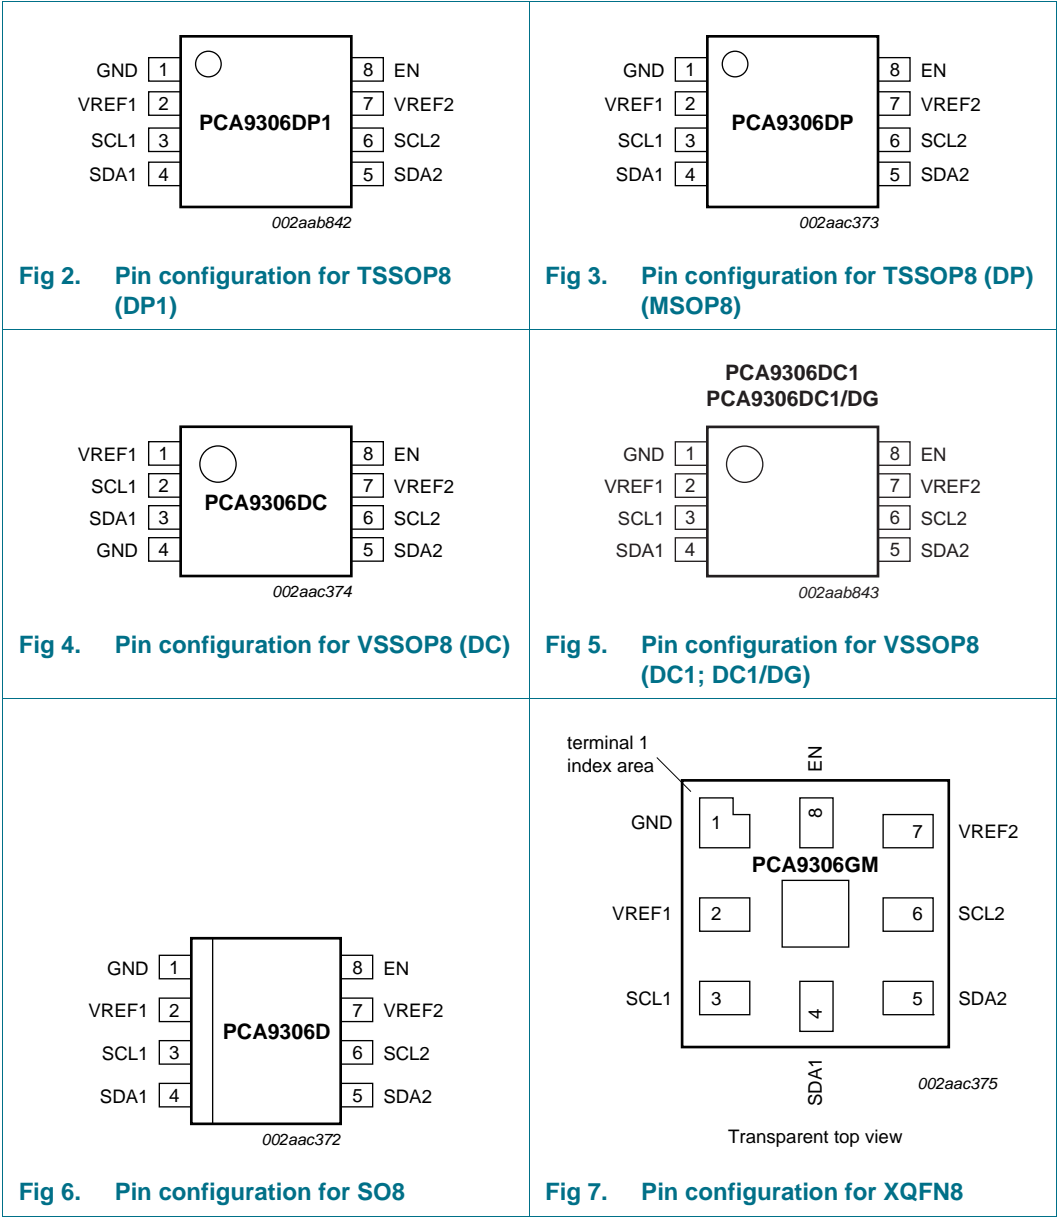 GND 1 8 EN
VREF1 2 7 VREF2
PCA9306DP1
SCL1 3 6 SCL2
SDA1 4 5 SDA2
002aab842
Fig 2. Pin configuration for TSSOP8
(DP1)
GND 1 8 EN
VREF1 2 7 VREF2
PCA9306DP
SCL1 3 6 SCL2
SDA1 4 5 SDA2
002aac373
Fig 3. Pin configuration for TSSOP8 (DP)
(MSOP8)
VREF1 1 8 EN
SCL1 2 7 VREF2
PCA9306DC
SDA1 3 6 SCL2
GND 4 5 SDA2
002aac374
Fig 4. Pin configuration for VSSOP8 (DC)
PCA9306DC1
PCA9306DC1/DG
GND 1 8 EN
VREF1 2 7 VREF2
SCL1 3 6 SCL2
SDA1 4 5 SDA2
002aab843
Fig 5. Pin configuration for VSSOP8
(DC1; DC1/DG)
GND 1 8 EN
VREF1 2 7 VREF2
PCA9306D
SCL1 3 6 SCL2
SDA1 4 5 SDA2
002aac372
Fig 6. Pin configuration for SO8
terminal 1
index area
EN
GND 1 8 7 VREF2
PCA9306GM
VREF1 2 6 SCL2
SCL1 3 4 5 SDA2
SDA1
002aac375
Transparent top view
Fig 7. Pin configuration for XQFN8